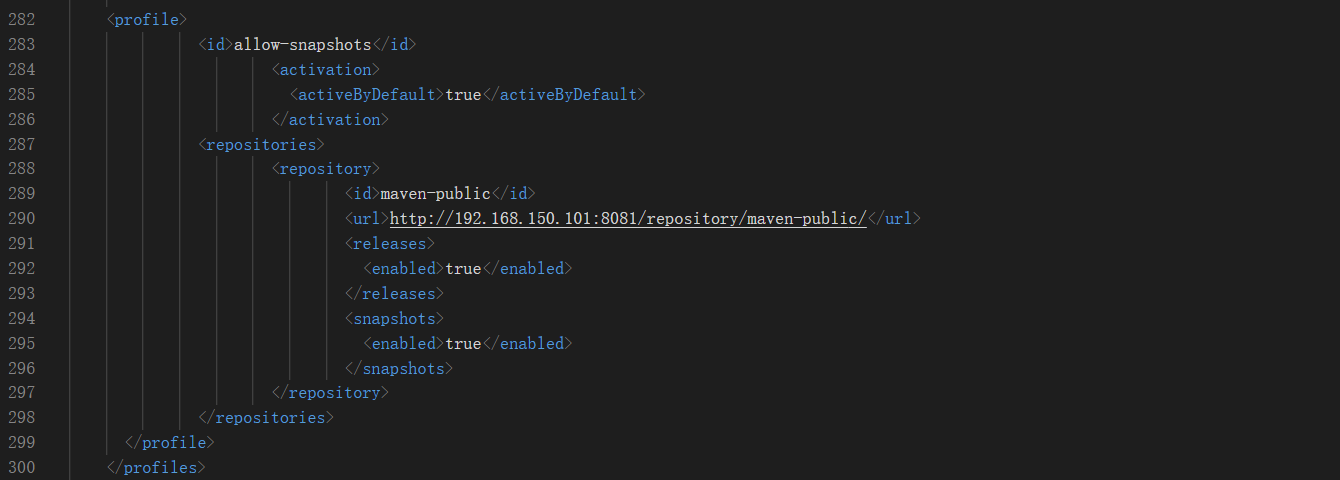 282 <profile>
283 <id>allow-snapshots</id>
284 <activation>
285 <activeByDefault>true</activeByDefault>
286 </activation>
287 <repositories>
288 <repository>
289 <id>maven-public</id>
290 <url>http://192.168.150.101:8081/repository/maven-public/</url>
291 <releases>
292 <enabled>true</enabled>
293 </releases>
294 <snapshots>
295 <enabled>true</enabled>
296 </snapshots>
297 </repository>
298 </repositories>
299 </profile>
300 </profiles>